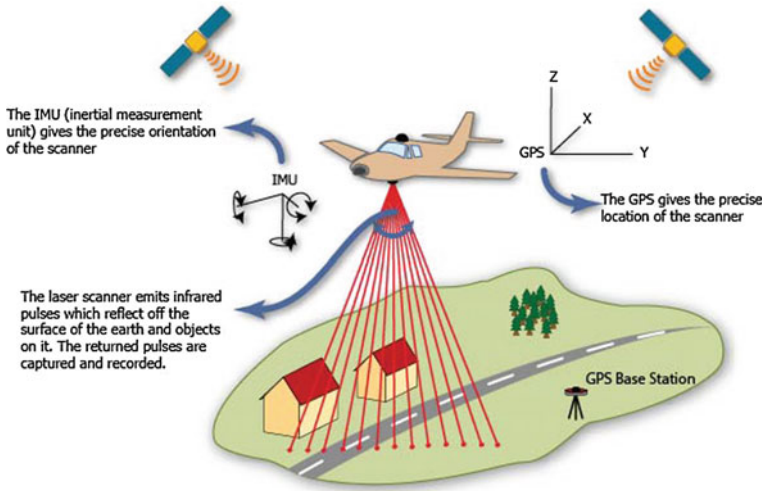 The IMU (inertial measurement
unit) gives the precise orientation
of the scanner
IMU
Z
X
GPS
Y
The GPS gives the precise
location of the scanner
The laser scanner emits infrared
pulses which reflect off the
surface of the earth and objects
on it. The returned pulses are
captured and recorded.
GPS Base Station